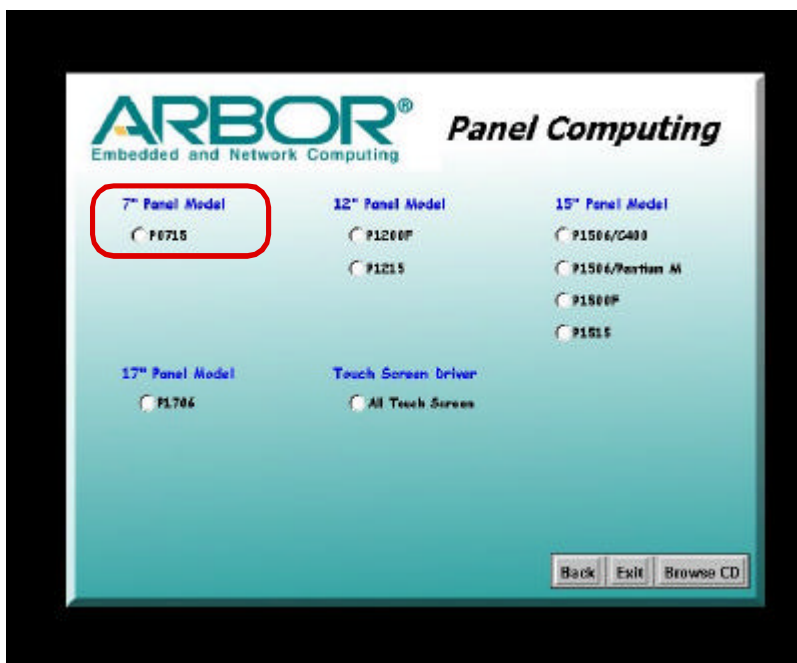 ARBOR®
Embedded and Network Computing
Panel Computing
7" Panel Model
P0715
12" Panel Model
P1200F
P1215
15" Panel Model
P1506/C400
P1506/Pentium M
P1500F
P1515
17" Panel Model
P1706
Touch Screen Driver
All Touch Screen
Back
Exit
Browse CD